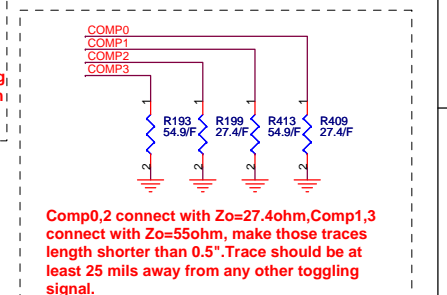 COMP0
COMP1
COMP2
COMP3
1 1 1 1
R193 R199 R413 R409
54.9/F 27.4/F 54.9/F 27.4/F
2 2 2 2
Comp0,2 connect with Zo=27.4ohm,Comp1,3
connect with Zo=55ohm, make those traces
length shorter than 0.5".Trace should be at
least 25 mils away from any other toggling
signal.